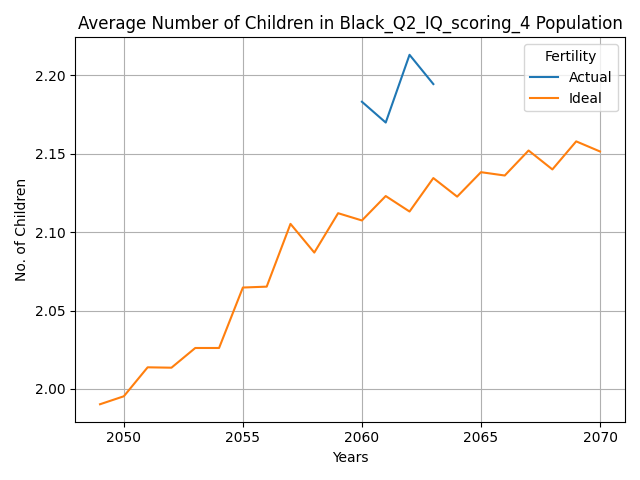 Average Number of Children in Black_Q2_IQ_scoring_4 Population
Fertility
Actual
Ideal
2.20
2.15
2.10
2.05
2.00
No. of Children
2050
2055
2060
2065
2070
Years